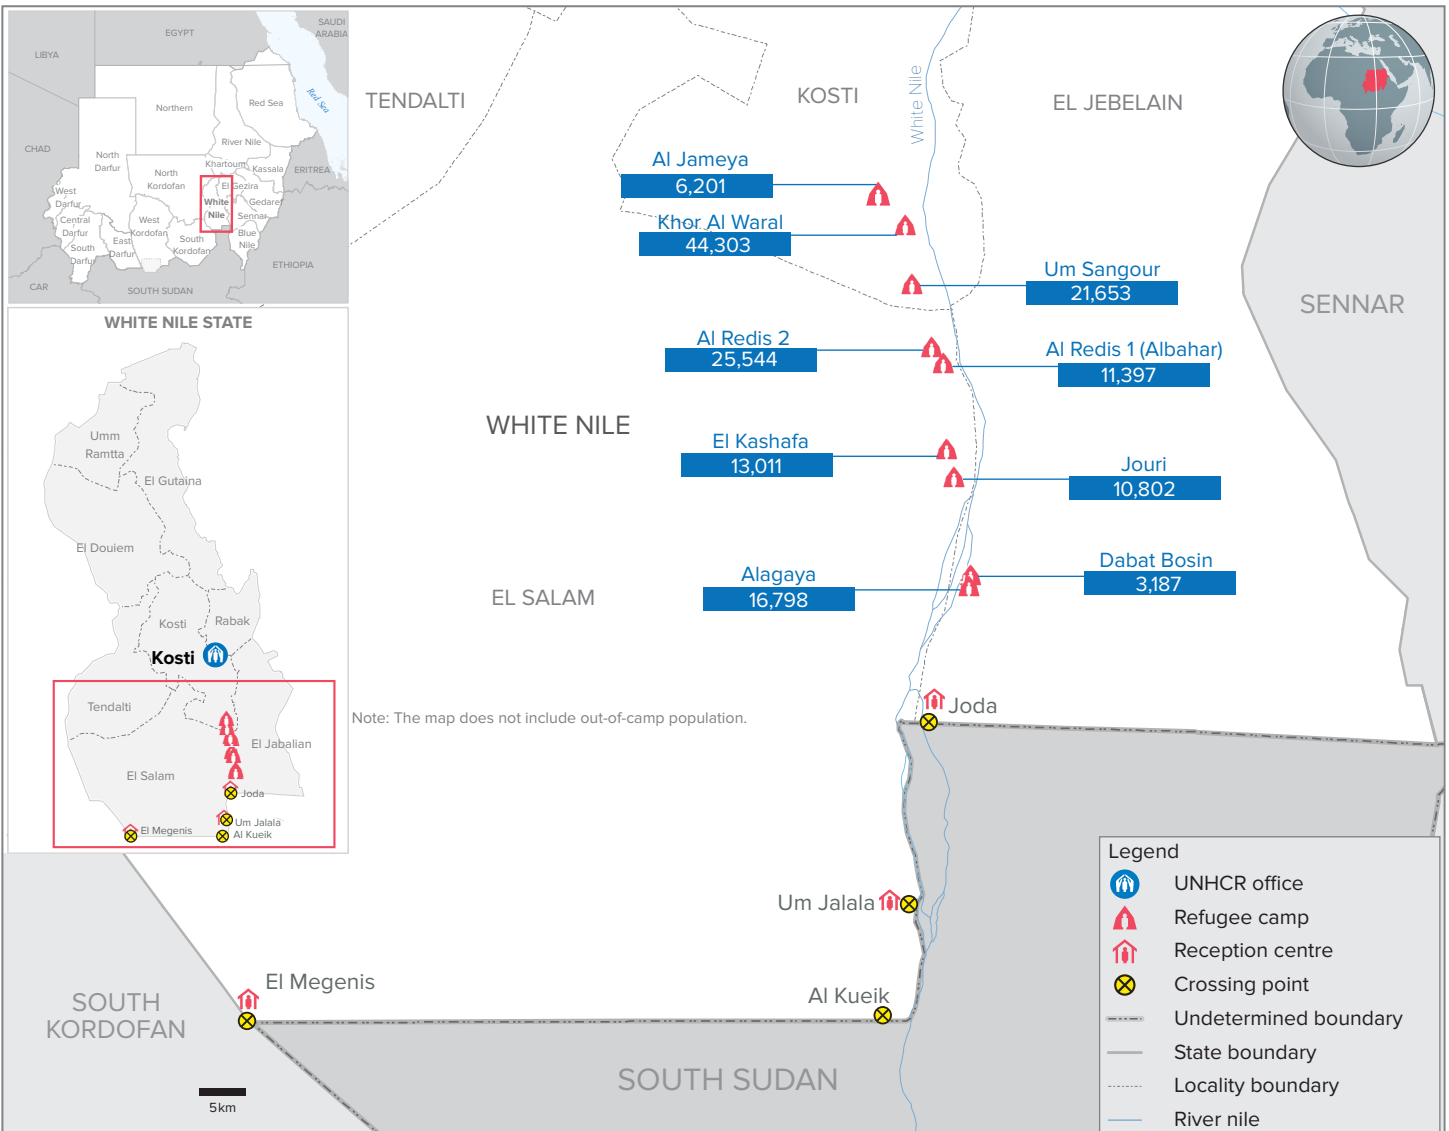 SAUDI
ARABIA
EGYPT
LIBYA
Red Sea
Northern
Red Sea
CHAD
River Nile
North
Darfur
Khartoum
Kassala
ERITREA
North
Kordofan
El Gezira
West
Darfur
White
Nile
Gedaref
Sennar
Central
Darfur
West
Kordofan
South
Kordofan
Blue
Nile
East
Darfur
South
Darfur
ETHIOPIA
CAR
SOUTH SUDAN
WHITE NILE STATE
Umm
Ramtta
El Gutaina
El Douiem
Kosti
Rabak
Kosti
Tendalti
El Jabalian
El Salam
Joda
Um Jalala
El Megenis
Al Kueik
TENDALTI
KOSTI
White Nile
EL JEBELAIN
SENNAR
Al Jameya
6,201
Khor Al Waral
44,303
Um Sangour
21,653
Al Redis 2
25,544
Al Redis 1 (Albahar)
11,397
WHITE NILE
El Kashafa
13,011
Jouri
10,802
EL SALAM
Alagaya
16,798
Dabat Bosin
3,187
Note: The map does not include out-of-camp population.
Joda
Um Jalala
El Megenis
Al Kueik
SOUTH
KORDOFAN
SOUTH SUDAN
5km
Legend
UNHCR office
Refugee camp
Reception centre
Crossing point
Undetermined boundary
State boundary
Locality boundary
River nile